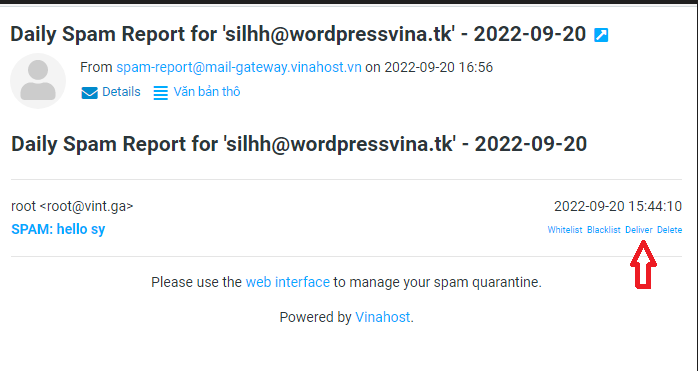 Daily Spam Report for 'silhh@wordpressvina.tk' - 2022-09-20
From spam-report@mail-gateway.vinahost.vn on 2022-09-20 16:56
Details Văn bản thô
Daily Spam Report for 'silhh@wordpressvina.tk' - 2022-09-20
root <root@vint.ga> 2022-09-20 15:44:10
SPAM: hello sy Whitelist Blacklist Deliver Delete
Please use the web interface to manage your spam quarantine.
Powered by Vinahost.